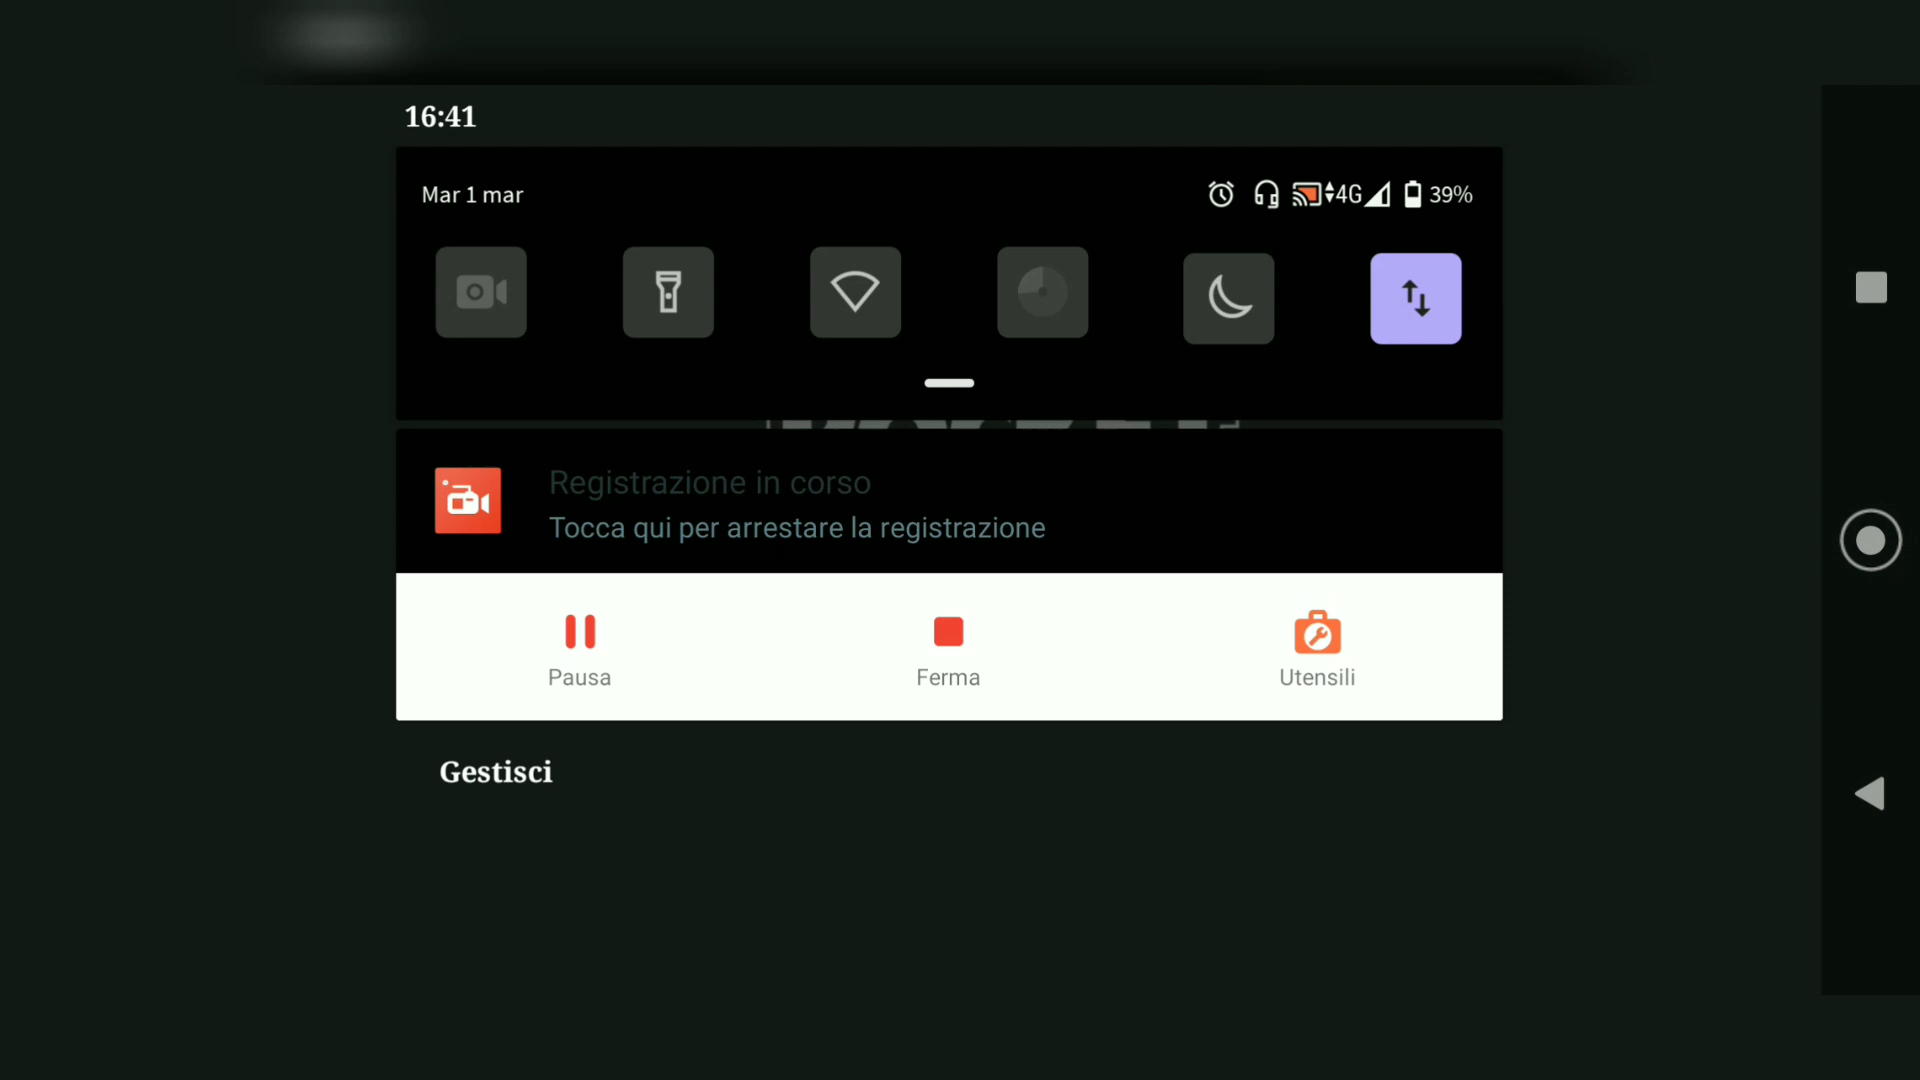 16:41
Mar 1 mar
4G 39%
Registrazione in corso
Tocca qui per arrestare la registrazione
Pausa
Ferma
Utensili
Gestisci